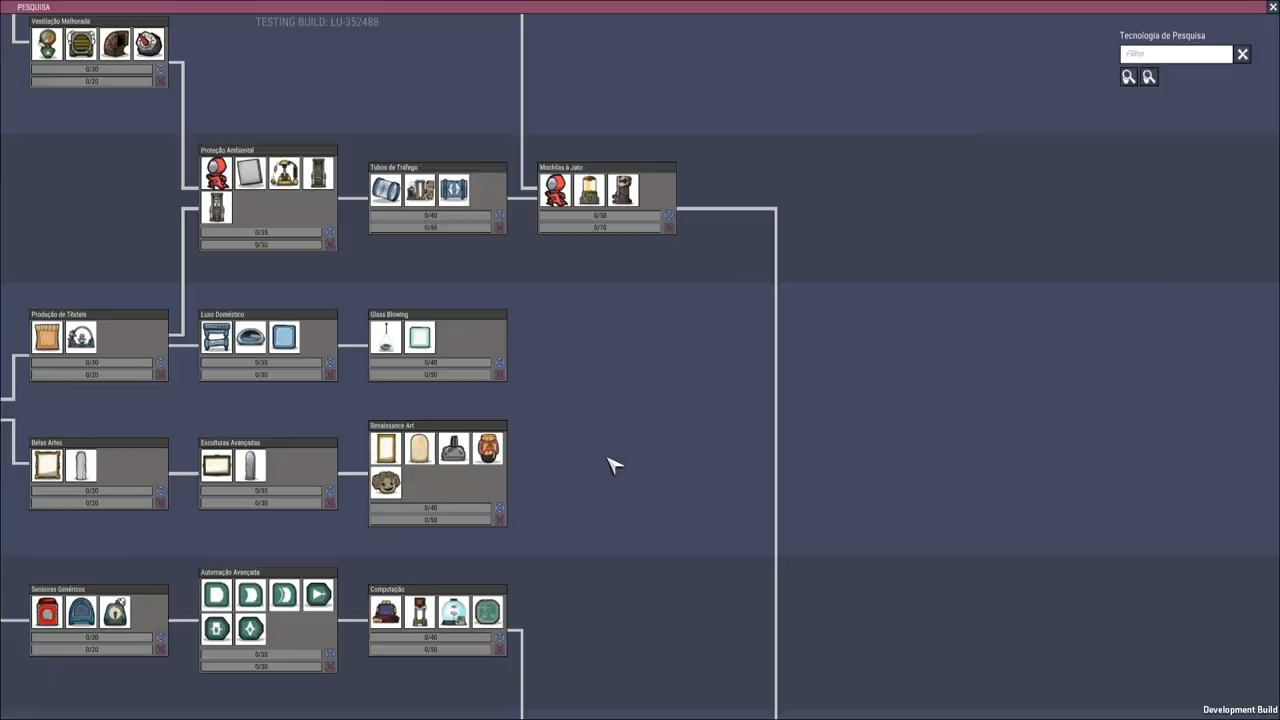 PESQUISA
TESTING BUILD: LU-352488
Tecnologia de Pesquisa
Filtro
Ventilação Melhorada
0/30
0/20
Proteção Ambiental
0/35
0/30
Tubos de Tráfego
0/40
0/50
Mochilas à Jato
0/50
0/70
Produção de Têxteis
0/30
0/20
Luxo Doméstico
0/35
0/30
Glass Blowing
0/40
0/50
Belas Artes
0/20
0/20
Esculturas Avançadas
0/35
0/30
Renaissance Art
0/40
0/50
Sensores Genéricos
0/30
0/20
Automação Avançada
0/35
0/30
Computação
0/40
0/50
Development Build